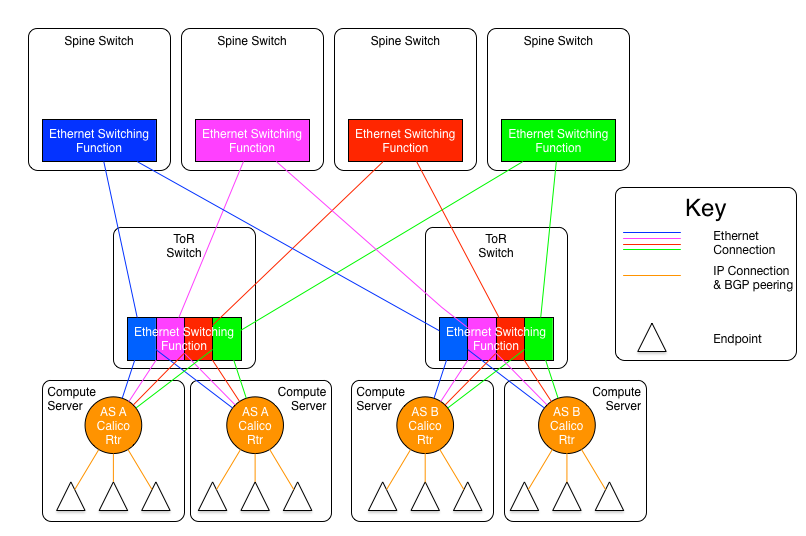 Spine Switch
Spine Switch
Spine Switch
Spine Switch
Ethernet Switching
Function
Ethernet Switching
Function
Ethernet Switching
Function
Ethernet Switching
Function
ToR
Switch
ToR
Switch
Key
Ethernet
Connection
IP Connection
& BGP peering
Endpoint
Ethernet Switching
Function
Ethernet Switching
Function
Compute
Server
AS A
Calico
Rtr
Compute
Server
AS A
Calico
Rtr
Compute
Server
AS B
Calico
Rtr
Compute
Server
AS B
Calico
Rtr